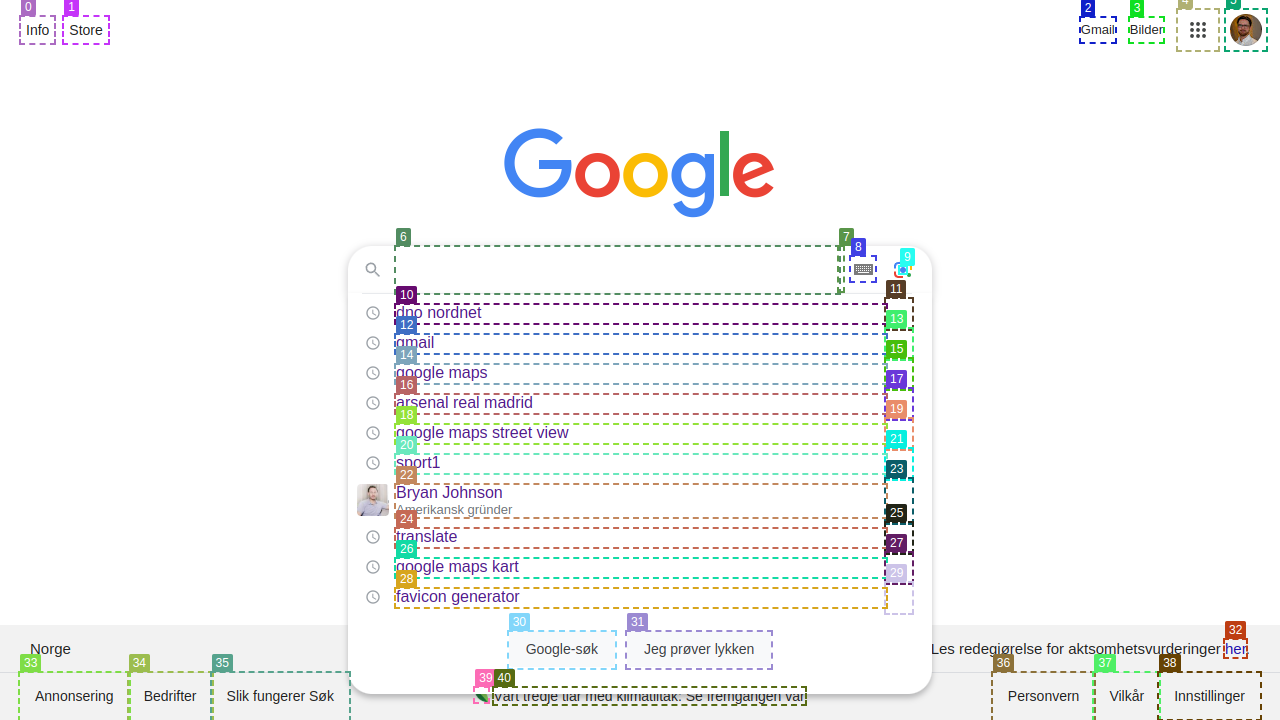 0 1 2 3 4 5
Info Store Gmail Bilder
Google
6 7 8 9
10 11
dno nordnet
12 13
gmail
14 15
google maps
16 17
arsenal real madrid
18 19
google maps street view
20 21
sport1
22 23
Bryan Johnson
Amerikansk gründer
24 25
translate
26 27
google maps kart
28 29
favicon generator
30 31
Google-søk Jeg prøver lykken
32
Norge Les redegjørelse for aktsomhetsvurderinger her.
33 34 35 36 37 38
Annonsering Bedrifter Slik fungerer Søk Personvern Vilkår Innstillinger
39 40
Vårt tredje tiår med klimatiltak: Se fremgangen vår